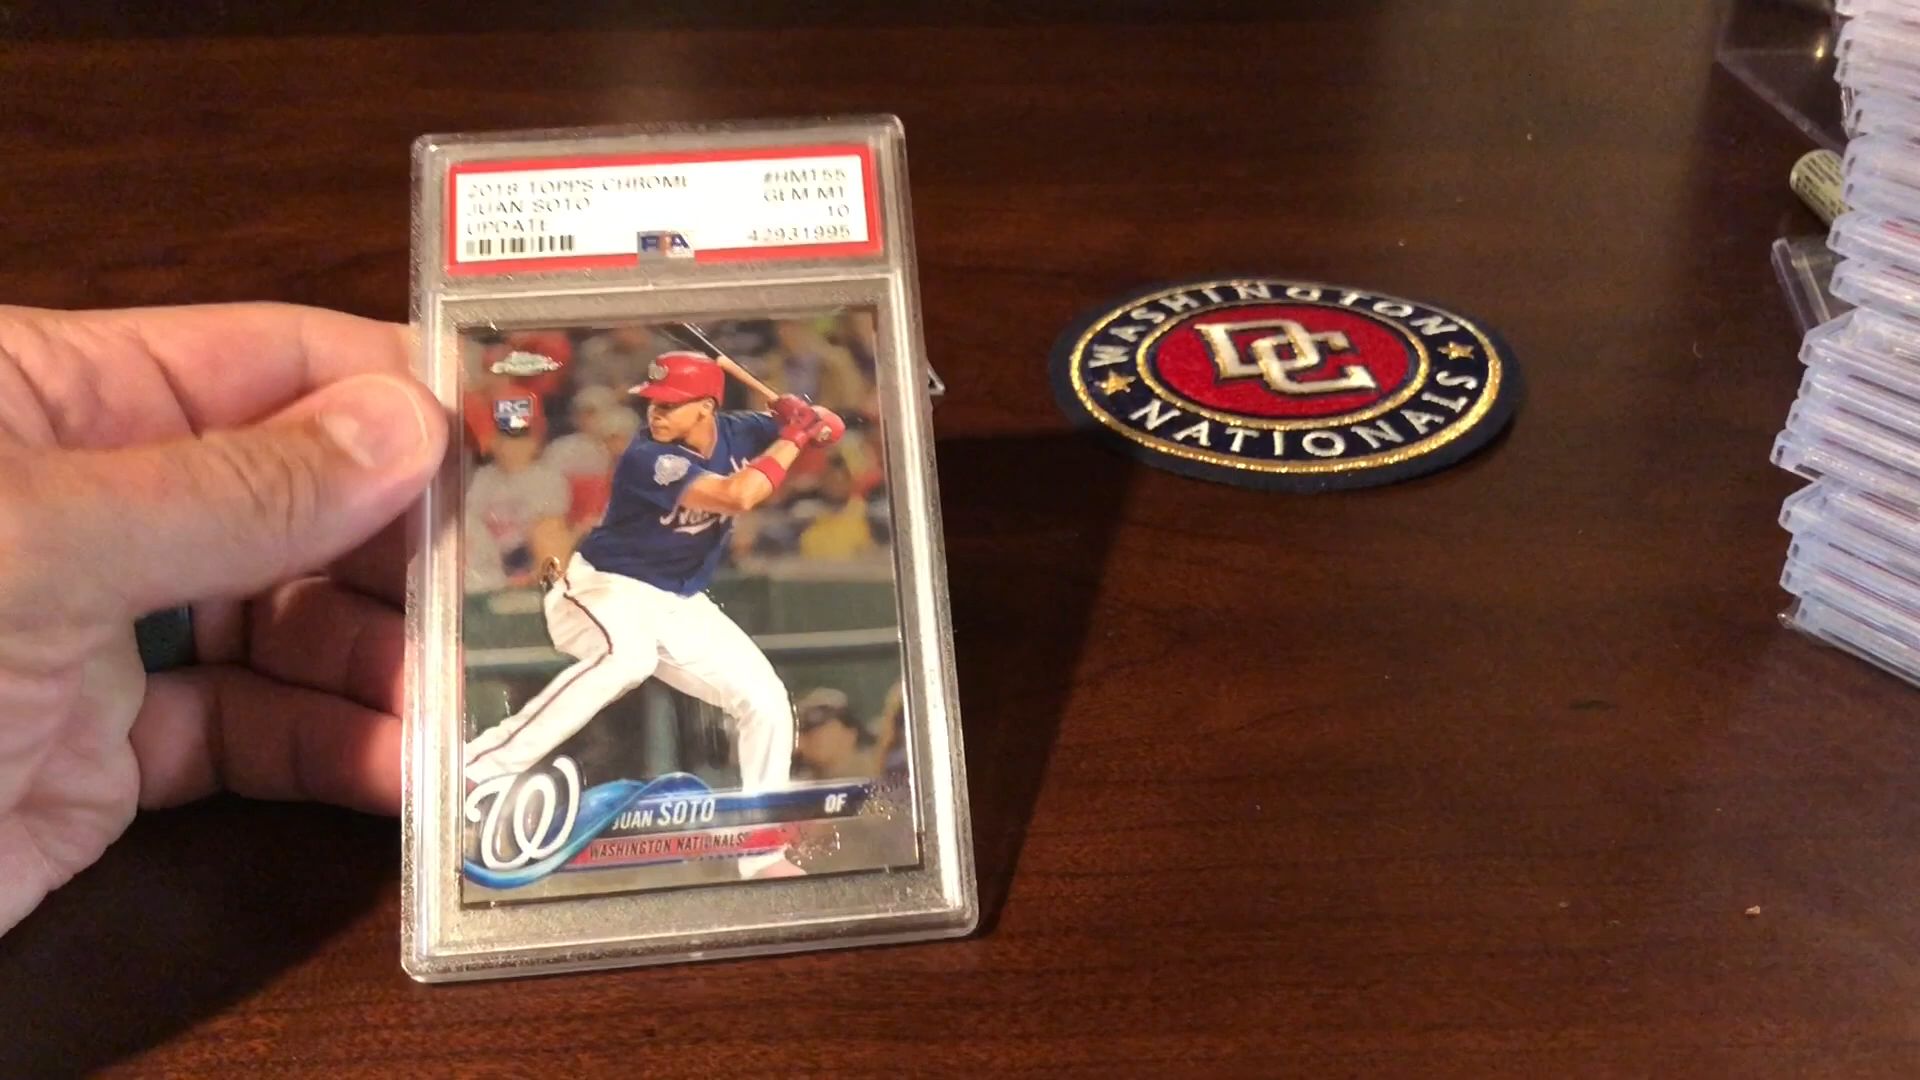 2018 TOPPS CHROME
JUAN SOTO
UPDATE
#HMT55
GEM MT
10
42931995
PSA
Chrome
RC
JUAN SOTO
OF
WASHINGTON NATIONALS
WASHINGTON
DC
NATIONALS